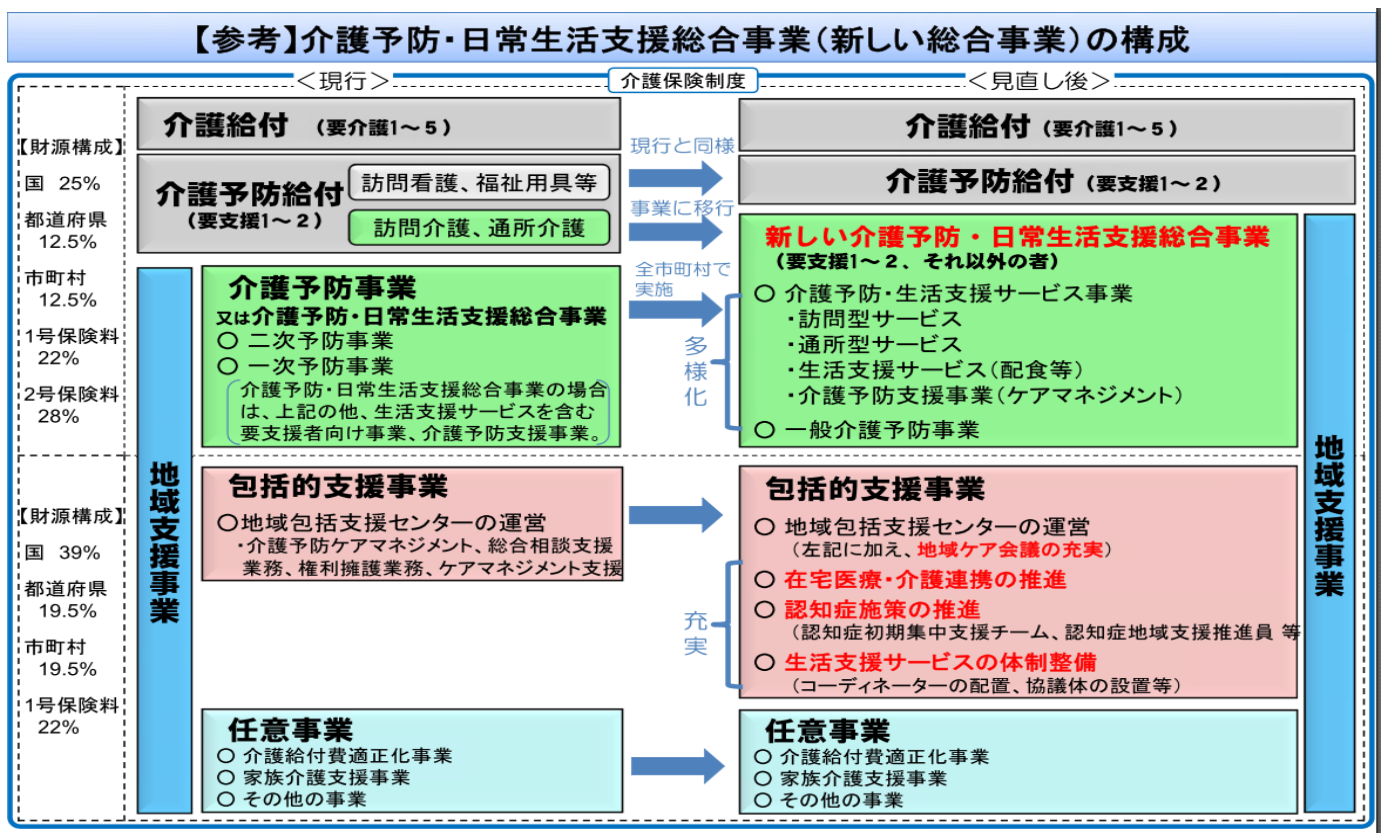 【参考】介護予防・日常生活支援総合事業(新しい総合事業)の構成
＜現行＞
介護保険制度
＜見直し後＞
【財源構成】
国 25%
都道府県
12.5%
市町村
12.5%
1号保険料
22%
2号保険料
28%
【財源構成】
国 39%
都道府県
19.5%
市町村
19.5%
1号保険料
22%
介護給付 (要介護1～5)
介護予防給付
(要支援1～2)
訪問看護、福祉用具等
訪問介護、通所介護
地域支援事業
介護予防事業
又は介護予防・日常生活支援総合事業
○ 二次予防事業
○ 一次予防事業
介護予防・日常生活支援総合事業の場合
は、上記の他、生活支援サービスを含む
要支援者向け事業、介護予防支援事業。
包括的支援事業
○地域包括支援センターの運営
・介護予防ケアマネジメント、総合相談支援
業務、権利擁護業務、ケアマネジメント支援
任意事業
○ 介護給付費適正化事業
○ 家族介護支援事業
○ その他の事業
現行と同様
事業に移行
全市町村で
実施
多様化
充実
介護給付 (要介護1～5)
介護予防給付 (要支援1～2)
新しい介護予防・日常生活支援総合事業
(要支援1～2、それ以外の者)
○ 介護予防・生活支援サービス事業
・訪問型サービス
・通所型サービス
・生活支援サービス(配食等)
・介護予防支援事業(ケアマネジメント)
○ 一般介護予防事業
包括的支援事業
○ 地域包括支援センターの運営
(左記に加え、地域ケア会議の充実)
○ 在宅医療・介護連携の推進
○ 認知症施策の推進
(認知症初期集中支援チーム、認知症地域支援推進員 等
○ 生活支援サービスの体制整備
(コーディネーターの配置、協議体の設置等)
任意事業
○ 介護給付費適正化事業
○ 家族介護支援事業
○ その他の事業
地域支援事業